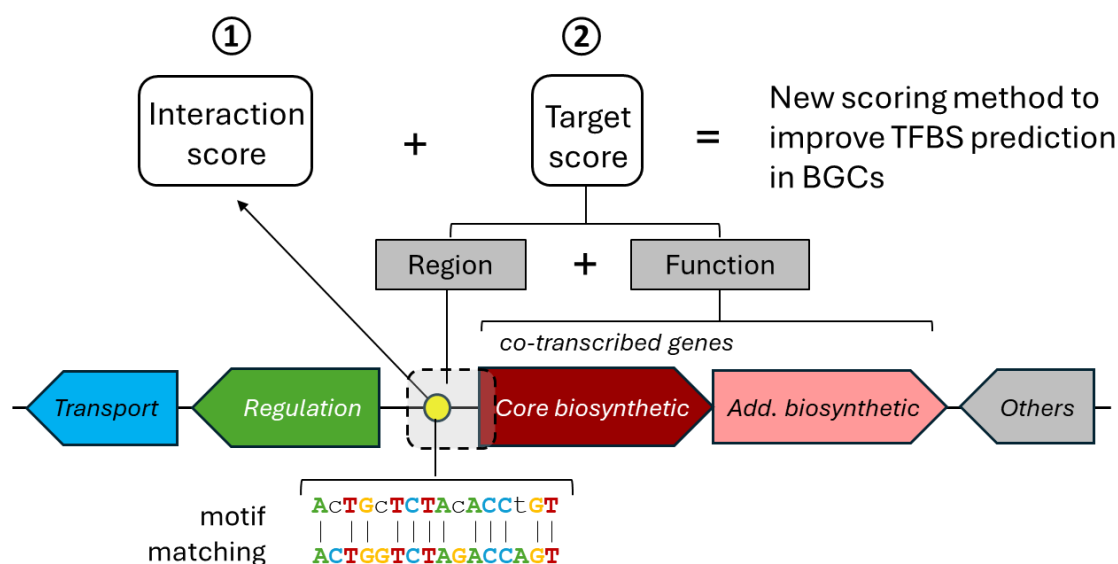 ① ②
Interaction
score
+
Target
score
=
New scoring method to
improve TFBS prediction
in BGCs
Region + Function
co-transcribed genes
Transport Regulation Core biosynthetic Add. biosynthetic Others
motif
matching
AcTGcTCTAcACCtGT
ACTGGTCTAGACCAGT